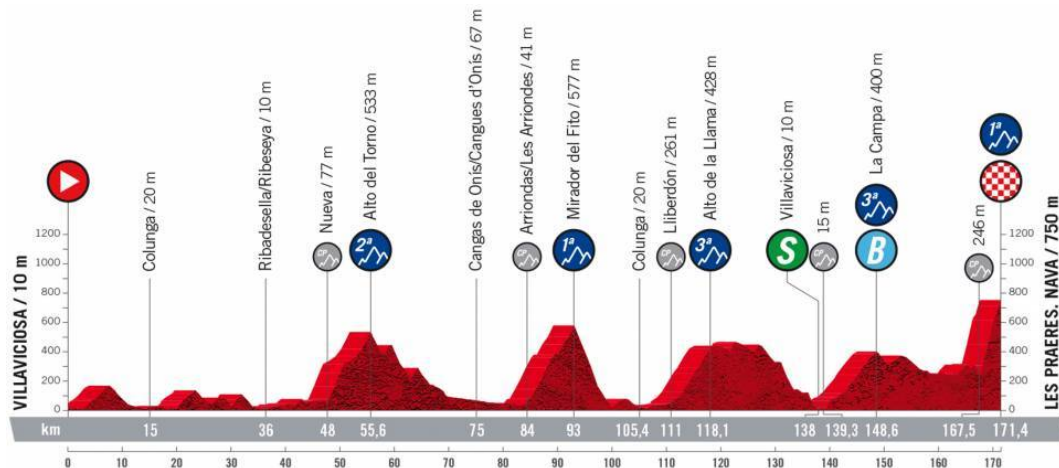 Colunga / 20 m
Ribadesella/Ribeseya / 10 m
Nueva / 77 m
Alto del Torno / 533 m
Cangas de Onís/Cangues d'Onís / 67 m
Arriondas/Les Arriondes / 41 m
Mirador del Fito / 577 m
Colunga / 20 m
Lliberdón / 261 m
Alto de la Llama / 428 m
Villaviciosa / 10 m
15 m
La Campa / 400 m
246 m
CP
2ª
CP
1ª
CP
3ª
S
CP
3ª
B
CP
1ª
VILLAVICIOSA / 10 m
1200
1000
800
600
400
200
0
1200
1000
800
600
400
200
0
LES PRAERES. NAVA / 750 m
km 15 36 48 55,6 75 84 93 105,4 111 118,1 138 139,3 148,6 167,5 171,4
0 10 20 30 40 50 60 70 80 90 100 110 120 130 140 150 160 170